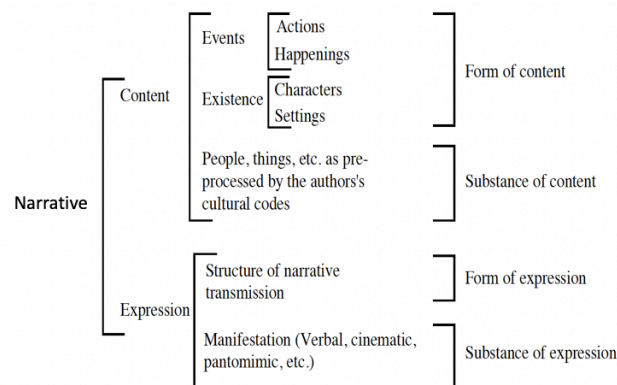 Events
Actions
Happenings
Form of content
Content
Existence
Characters
Settings
People, things, etc. as pre-
processed by the authors's
cultural codes
Substance of content
Narrative
Structure of narrative
transmission
Form of expression
Expression
Manifestation (Verbal, cinematic,
pantomimic, etc.)
Substance of expression